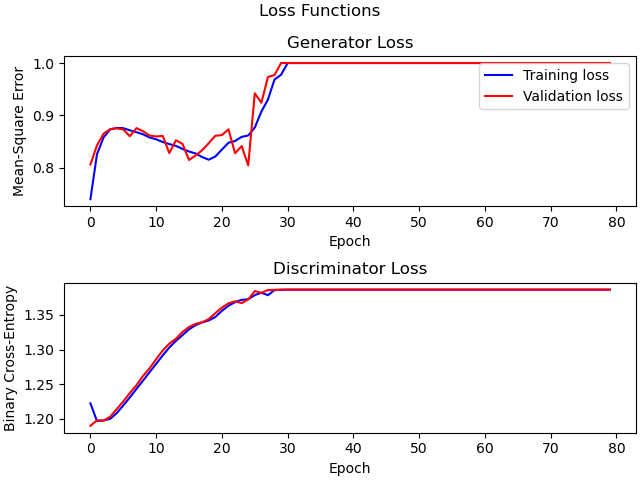 Loss Functions
Generator Loss
Mean-Square Error
1.0
0.9
0.8
Training loss
Validation loss
0 10 20 30 40 50 60 70 80
Epoch
Discriminator Loss
Binary Cross-Entropy
1.35
1.30
1.25
1.20
0 10 20 30 40 50 60 70 80
Epoch